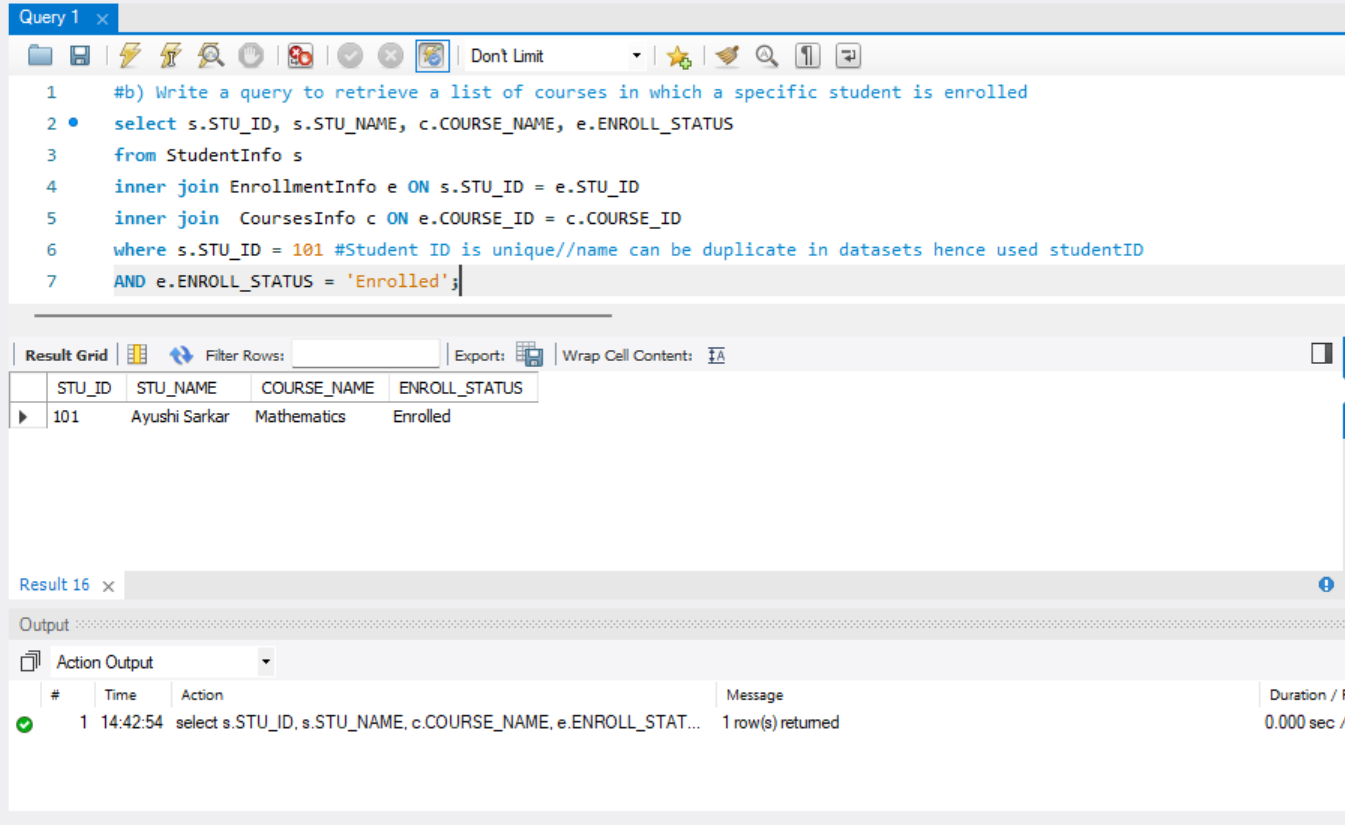 Query 1
Don't Limit
1 #b) Write a query to retrieve a list of courses in which a specific student is enrolled
2 select s.STU_ID, s.STU_NAME, c.COURSE_NAME, e.ENROLL_STATUS
3 from StudentInfo s
4 inner join EnrollmentInfo e ON s.STU_ID = e.STU_ID
5 inner join  CoursesInfo c ON e.COURSE_ID = c.COURSE_ID
6 where s.STU_ID = 101 #Student ID is unique//name can be duplicate in datasets hence used studentID
7 AND e.ENROLL_STATUS = 'Enrolled';
Result Grid Filter Rows: Export: Wrap Cell Content:
STU_ID STU_NAME COURSE_NAME ENROLL_STATUS
101 Ayushi Sarkar Mathematics Enrolled
Result 16
Output
Action Output
# Time Action Message Duration /
1 14:42:54 select s.STU_ID, s.STU_NAME, c.COURSE_NAME, e.ENROLL_STAT... 1 row(s) returned 0.000 sec /